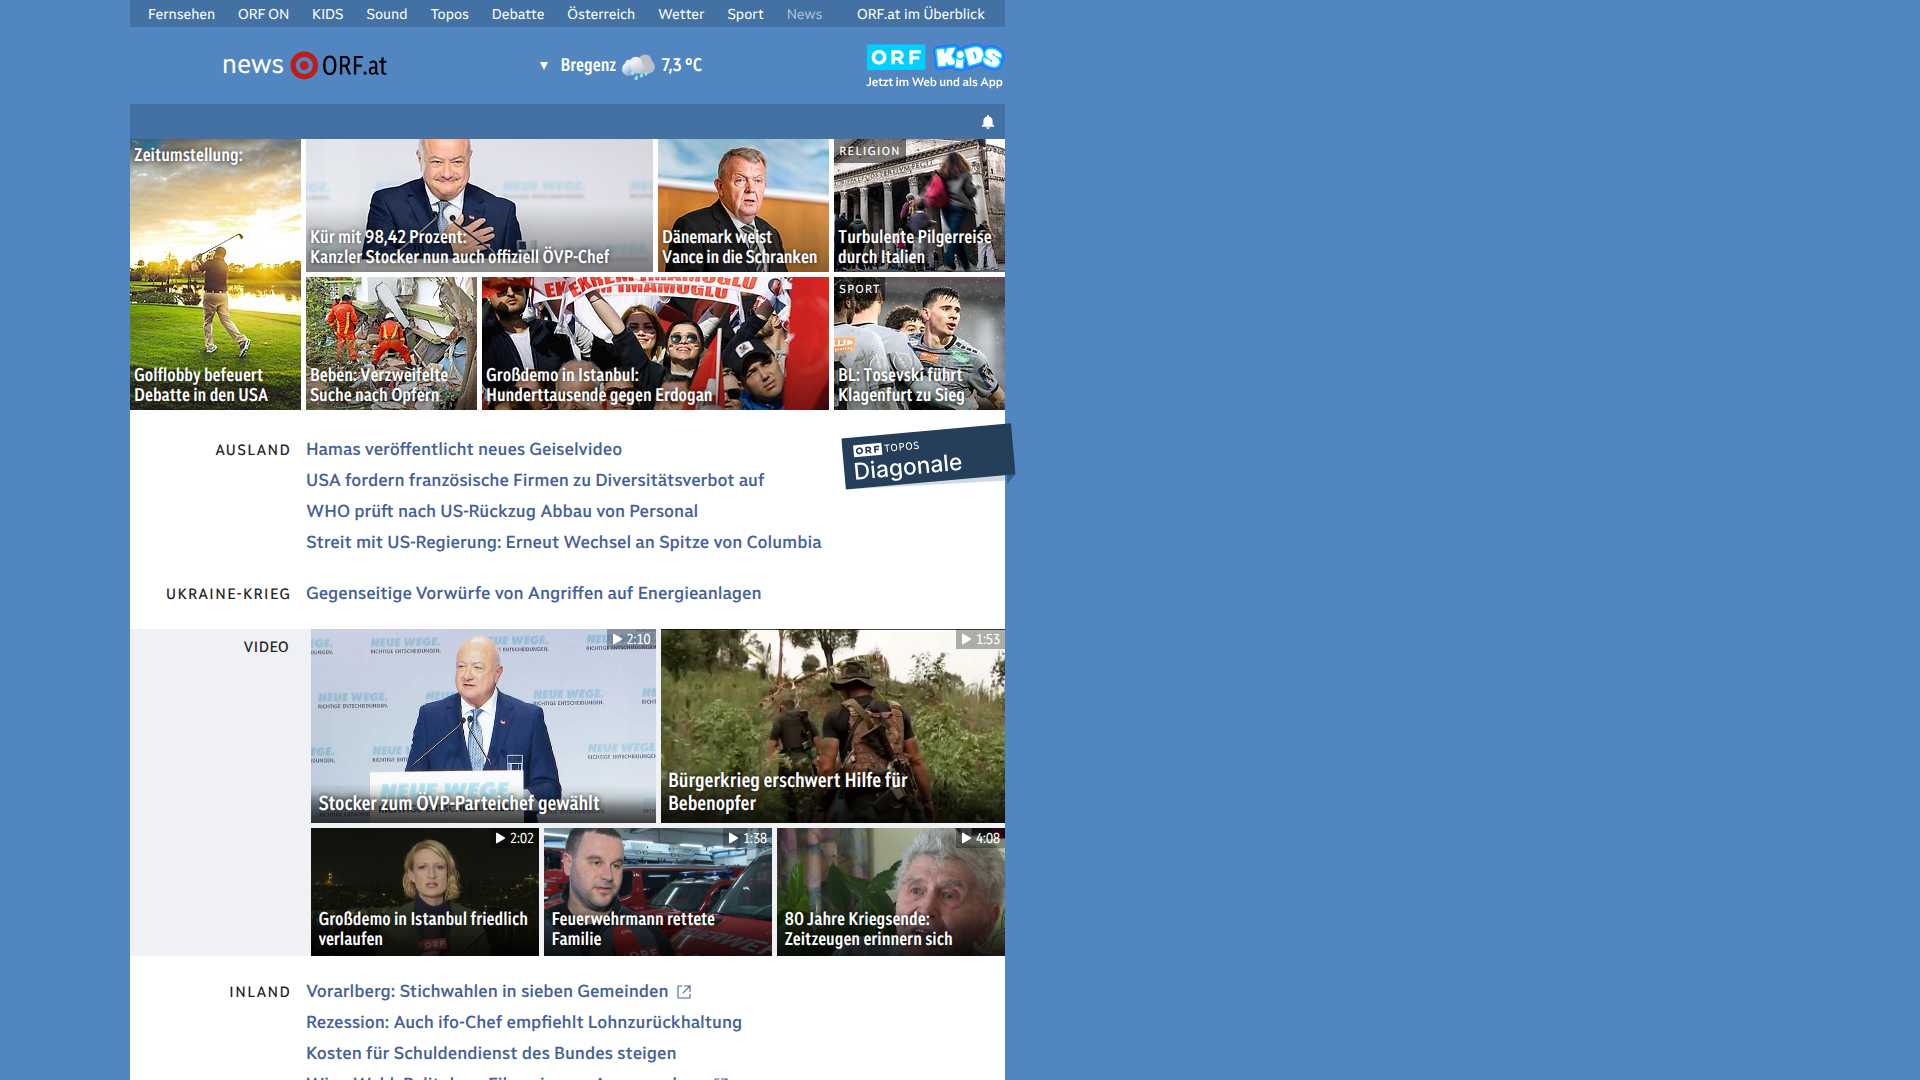 Fernsehen ORF ON KIDS Sound Topos Debatte Österreich Wetter Sport News ORF.at im Überblick
news ORF.at
Bregenz 7,3 °C
ORF KiDS
Jetzt im Web und als App
Zeitumstellung:
Golflobby befeuert
Debatte in den USA
Kür mit 98,42 Prozent:
Kanzler Stocker nun auch offiziell ÖVP-Chef
Dänemark weist
Vance in die Schranken
RELIGION
Turbulente Pilgerreise
durch Italien
Beben: Verzweifelte
Suche nach Opfern
Großdemo in Istanbul:
Hunderttausende gegen Erdogan
SPORT
BL: Tosevski führt
Klagenfurt zu Sieg
AUSLAND
Hamas veröffentlicht neues Geiselvideo
USA fordern französische Firmen zu Diversitätsverbot auf
WHO prüft nach US-Rückzug Abbau von Personal
Streit mit US-Regierung: Erneut Wechsel an Spitze von Columbia
ORF TOPOS
Diagonale
UKRAINE-KRIEG
Gegenseitige Vorwürfe von Angriffen auf Energieanlagen
VIDEO
2:10
NEUE WEGE.
RICHTIGE ENTSCHEIDUNGEN.
Stocker zum ÖVP-Parteichef gewählt
1:53
Bürgerkrieg erschwert Hilfe für
Bebenopfer
2:02
Großdemo in Istanbul friedlich
verlaufen
1:38
Feuerwehrmann rettete
Familie
4:08
80 Jahre Kriegsende:
Zeitzeugen erinnern sich
INLAND
Vorarlberg: Stichwahlen in sieben Gemeinden
Rezession: Auch ifo-Chef empfiehlt Lohnzurückhaltung
Kosten für Schuldendienst des Bundes steigen